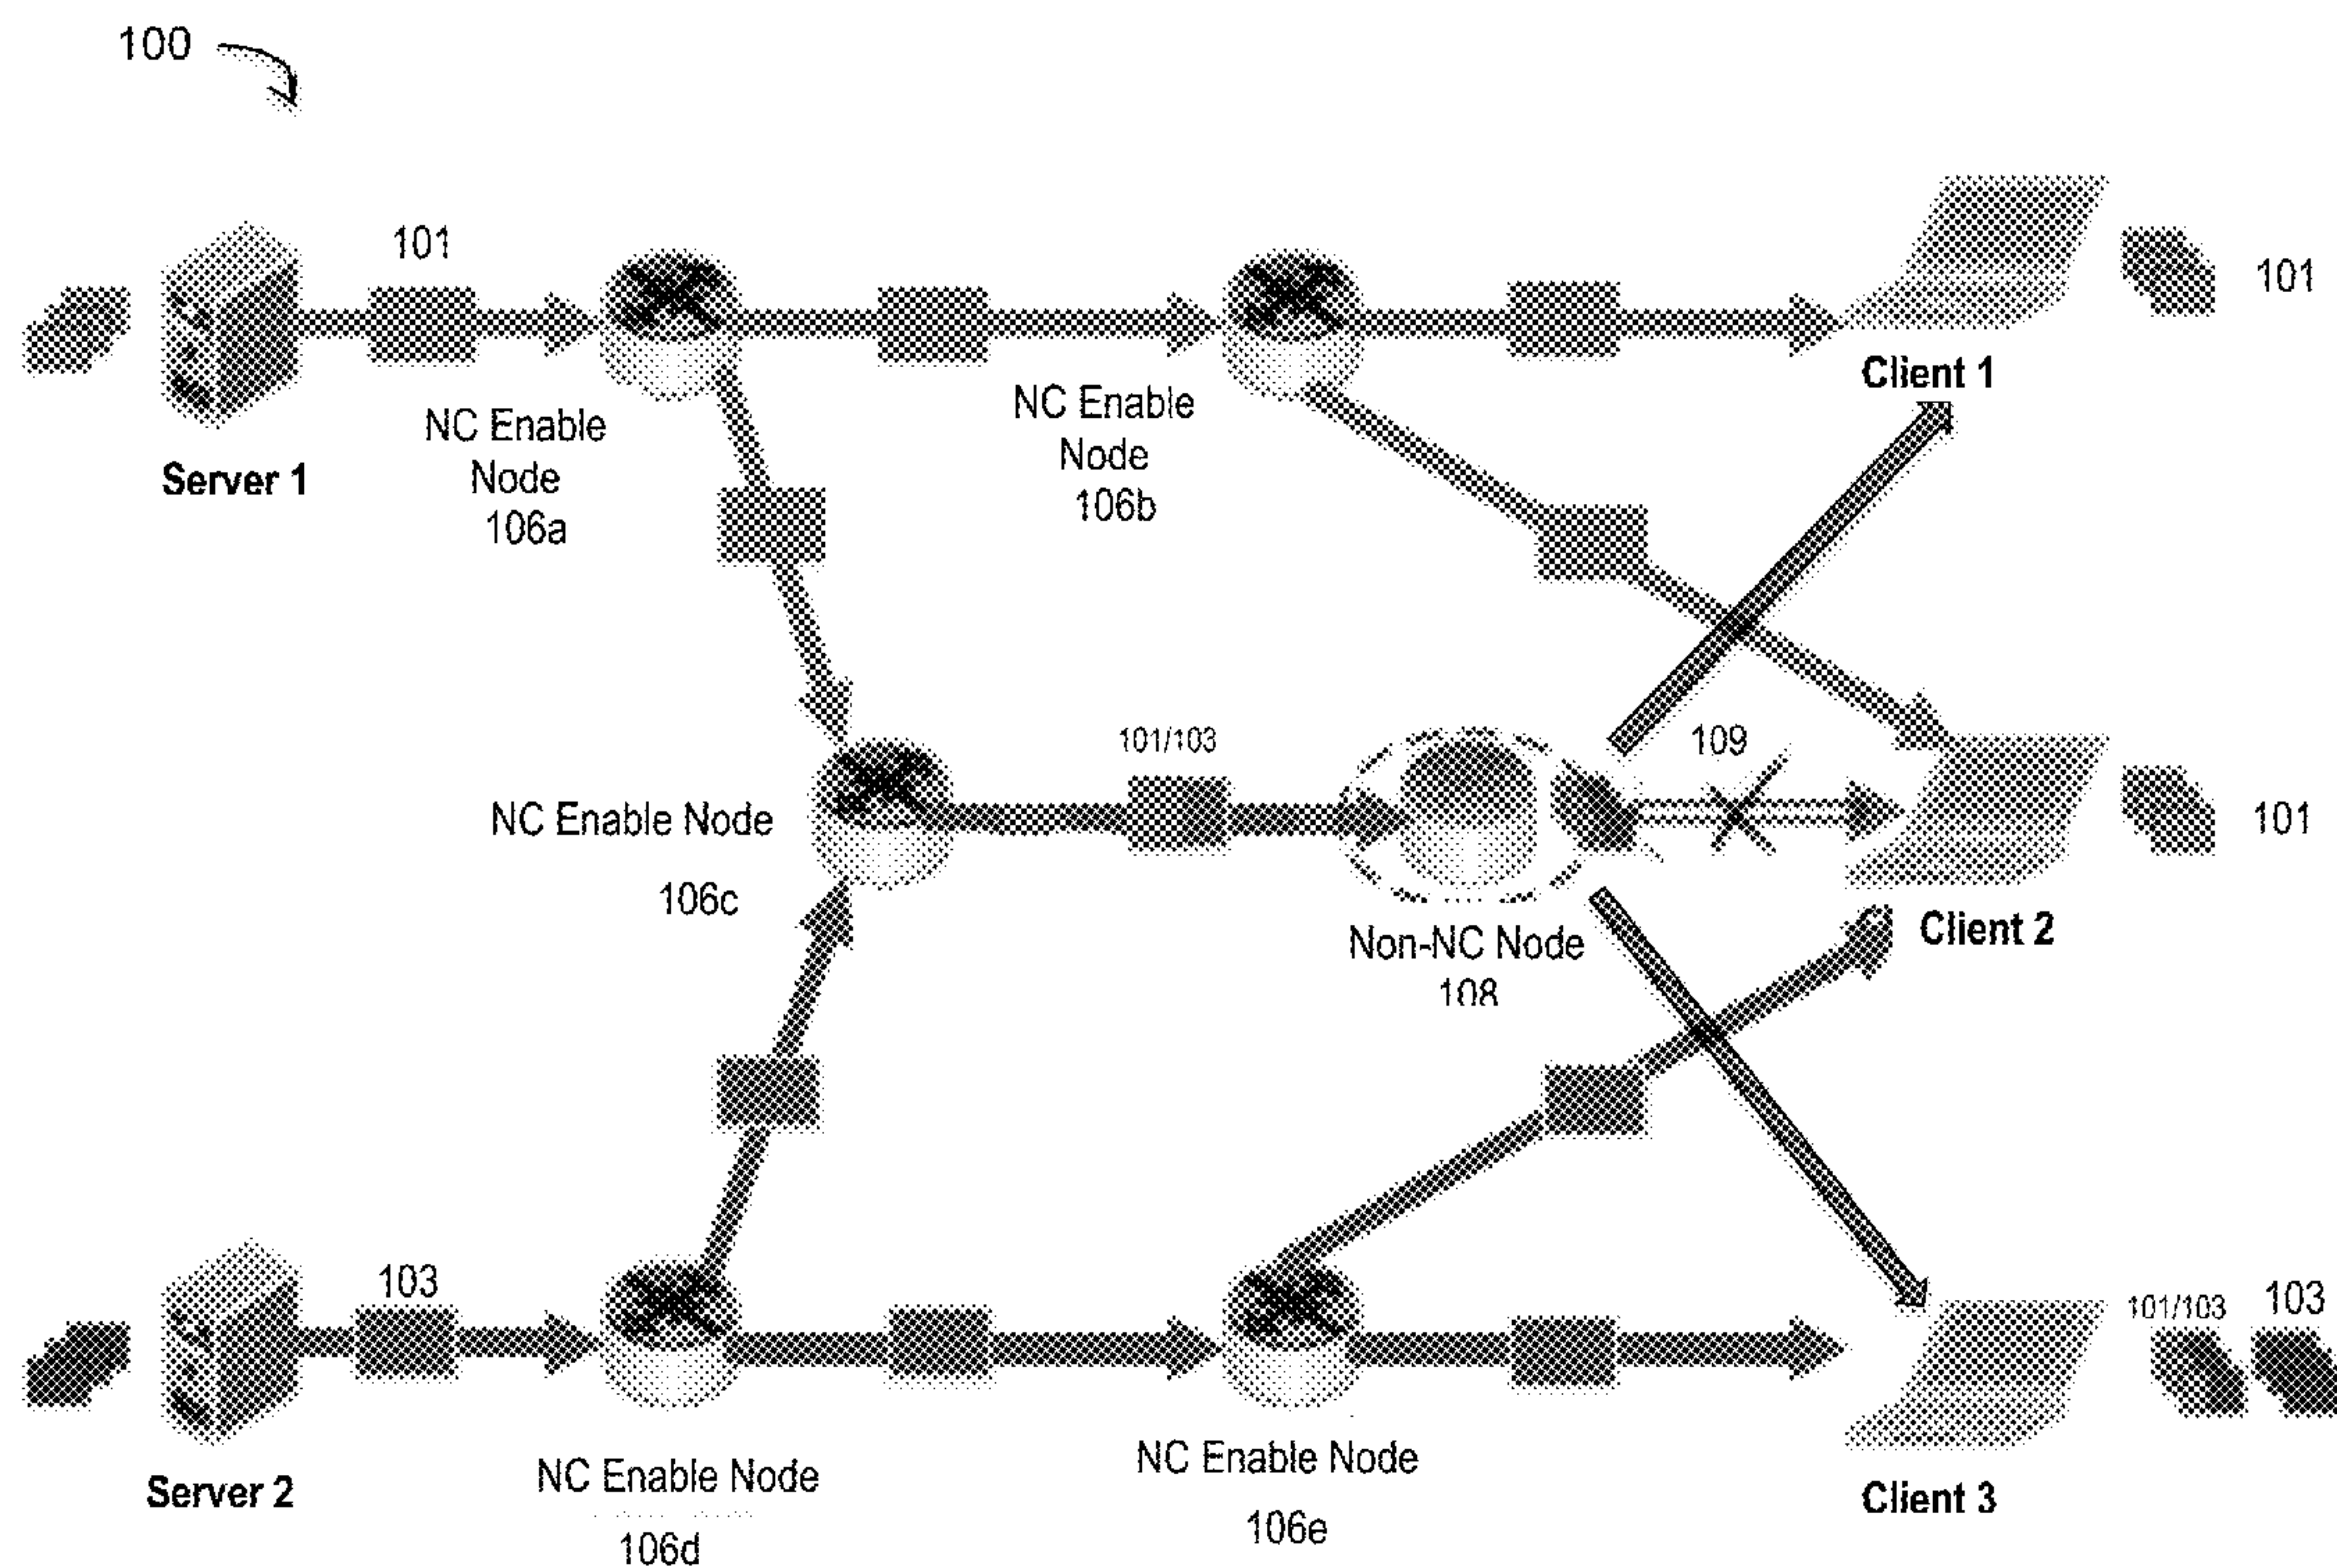 100
101
101
NC Enable
Node
106a
NC Enable
Node
106b
Client 1
Server 1
101/103
109
NC Enable Node
106c
101
Client 2
Non-NC Node
108
103
101/103
103
NC Enable Node
106d
NC Enable Node
106e
Server 2
Client 3